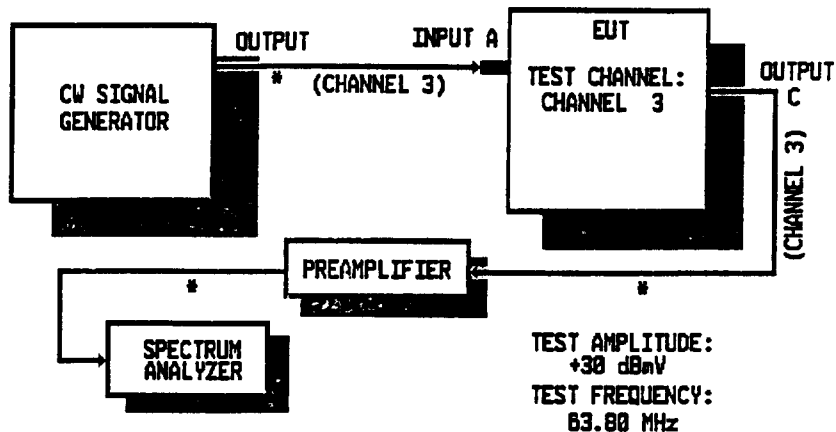 OUTPUT
INPUT A
EUT
CW SIGNAL
GENERATOR
*
(CHANNEL 3)
TEST CHANNEL:
CHANNEL 3
OUTPUT
C
(CHANNEL 3)
PREAMPLIFIER
*
*
SPECTRUM
ANALYZER
TEST AMPLITUDE:
+30 dBmV
TEST FREQUENCY:
63.80 MHz